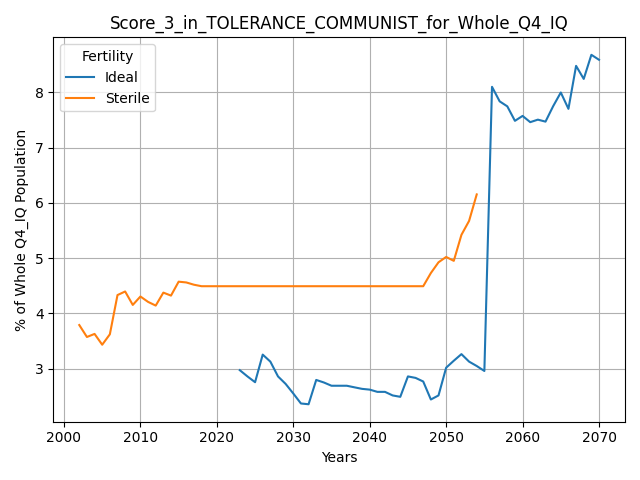 Score_3_in_TOLERANCE_COMMUNIST_for_Whole_Q4_IQ
Fertility
Ideal
Sterile
% of Whole Q4_IQ Population
8
7
6
5
4
3
2000 2010 2020 2030 2040 2050 2060 2070
Years